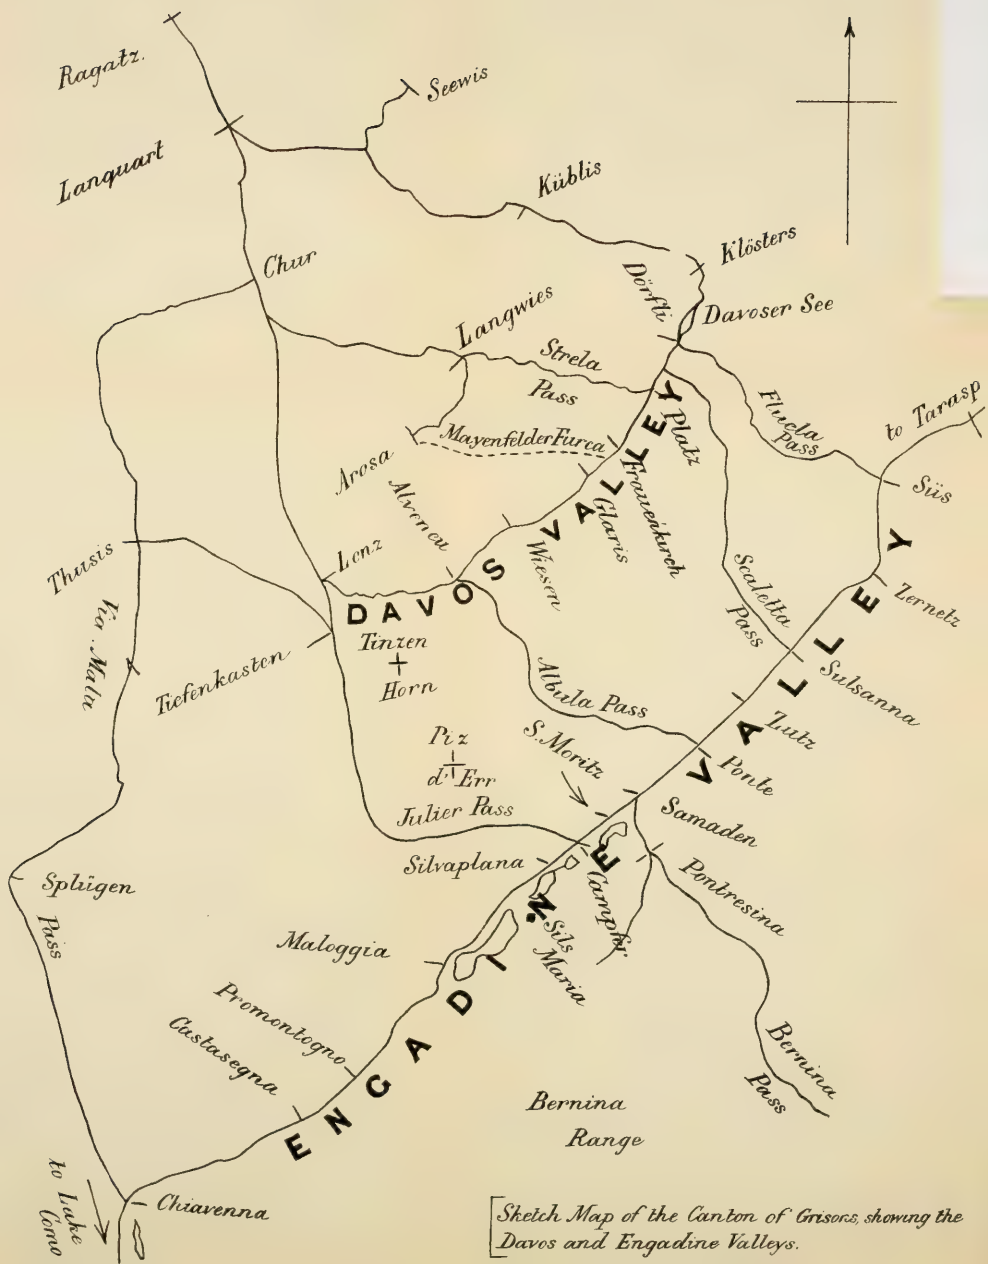 Ragatz.
Seewis
Lanquart
Küblis
Chur
Klösters
Dörfli
Davoser See
Langwies
Strela
Pass
Fluela
Pass
to Tarasp
Platz
Mayenfelder Furca
Arosa
Süs
Frauenkirch
Glaris
Alveneu
Wiesen
DAVOS VALLEY
Lenz
Thusis
Scaletta
Pass
Zernetz
Via Mala
Tinzen
Horn
Tiefenkasten
Sulsanna
Albula Pass
Zutz
Ponte
S. Moritz
Piz
d'Err
Julier Pass
Samaden
Silvaplana
Campfer
Pontresina
Splügen
Pass
Sils
Maria
Maloggia
Promontogno
Castasegna
ENGADINE VALLEY
Bernina
Pass
Bernina
Range
to Lake
Como
Chiavenna
Sketch Map of the Canton of Grisons, showing the
Davos and Engadine Valleys.